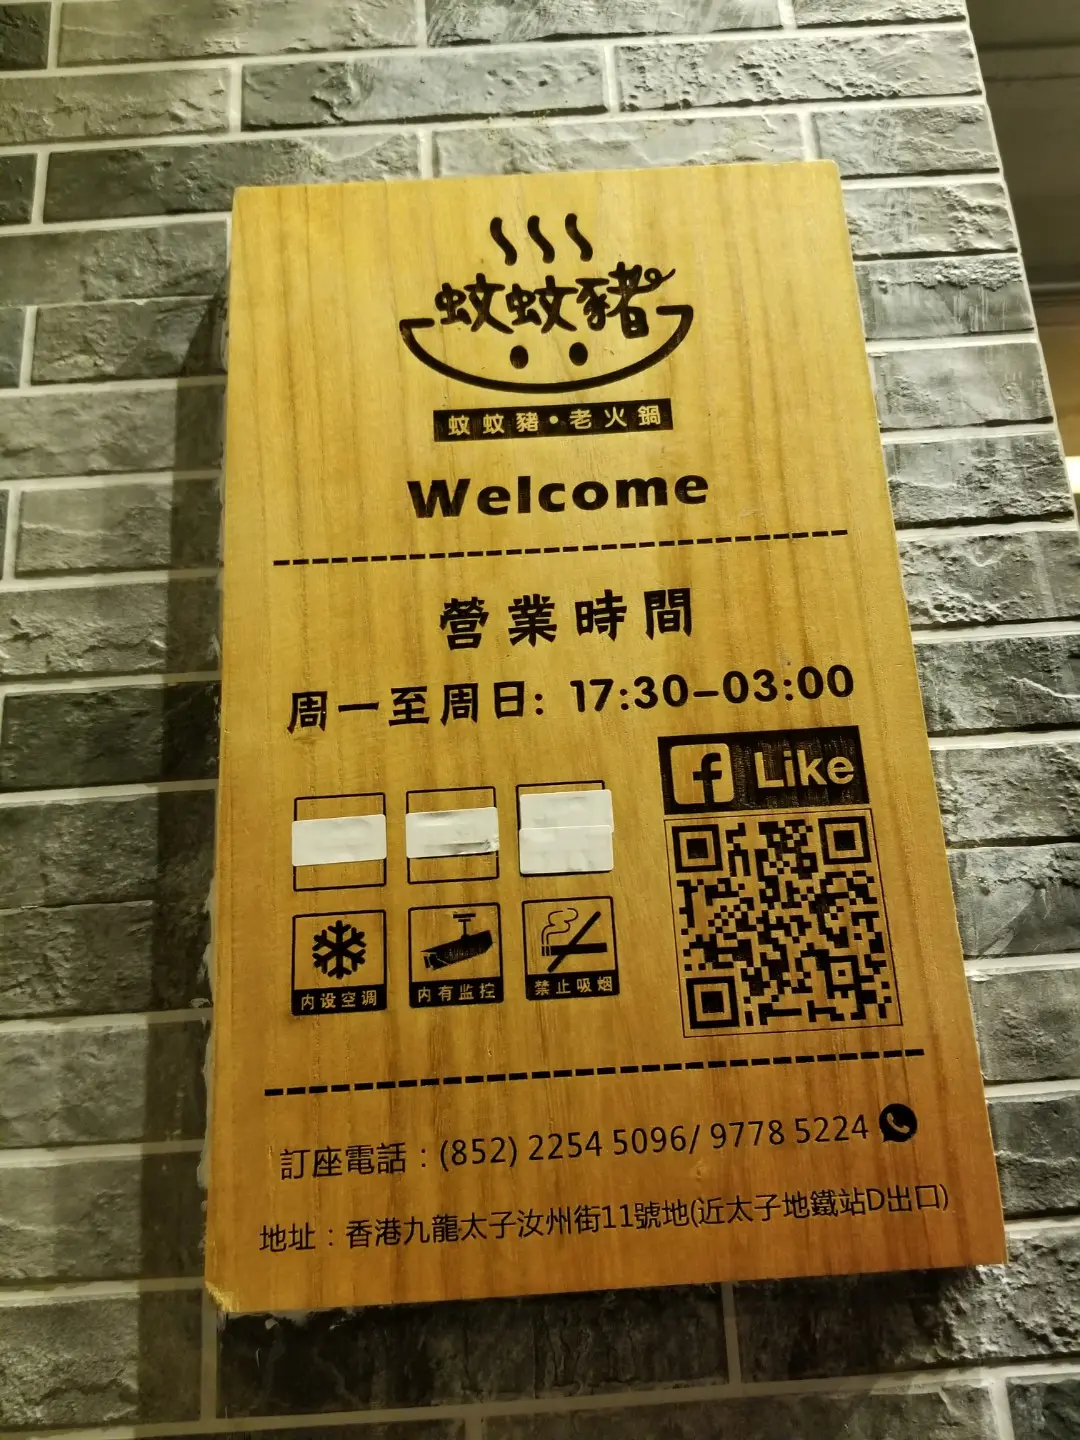 蚊蚊豬
蚊蚊豬•老火鍋
Welcome
營業時間
周一至周日: 17:30-03:00
f Like
内设空调
内有监控
禁止吸烟
訂座電話：(852) 2254 5096/ 9778 5224
地址：香港九龍太子汝州街11號地(近太子地鐵站D出口)